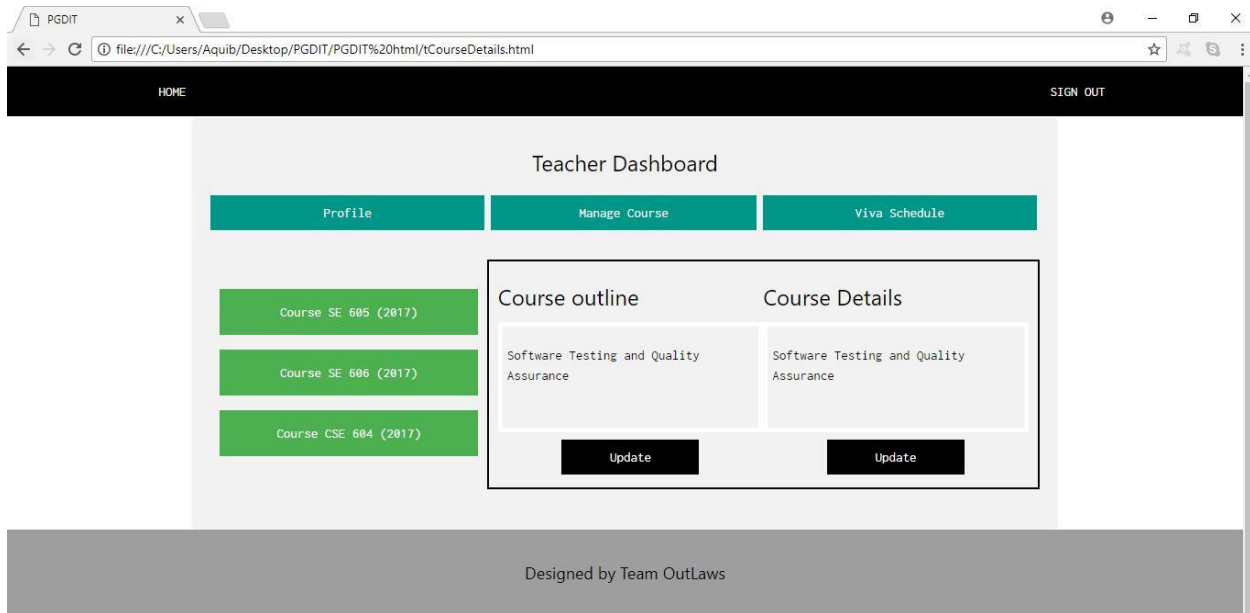 PGDIT
file:///C:/Users/Aquib/Desktop/PGDIT/PGDIT%20html/tCourseDetails.html
HOME
SIGN OUT
Teacher Dashboard
Profile
Manage Course
Viva Schedule
Course SE 605 (2017)
Course SE 606 (2017)
Course CSE 604 (2017)
Course outline
Software Testing and Quality
Assurance
Update
Course Details
Software Testing and Quality
Assurance
Update
Designed by Team OutLaws